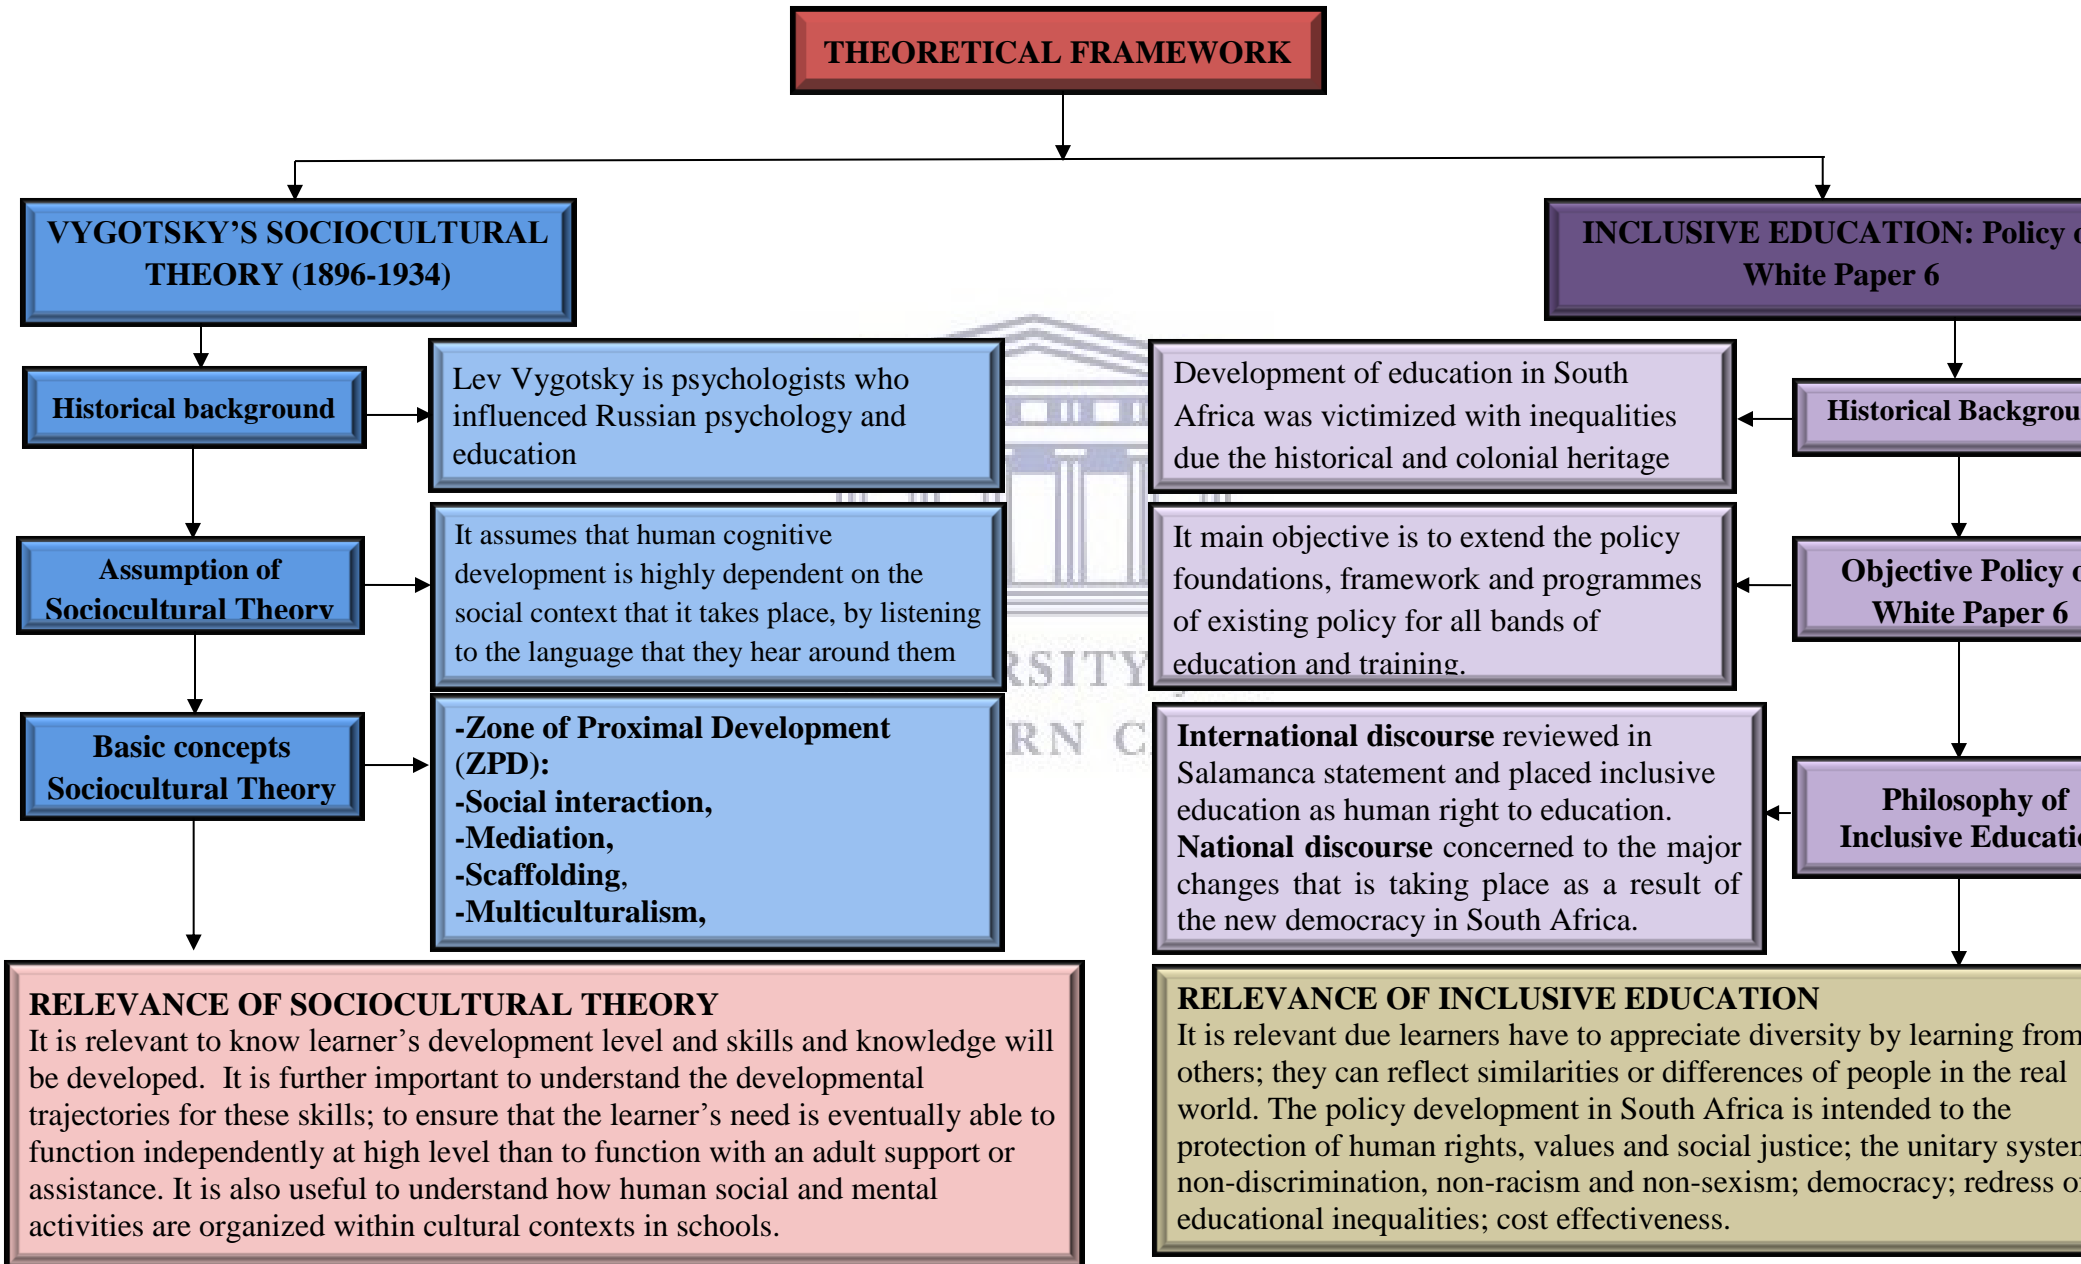 THEORETICAL FRAMEWORK
VYGOTSKY'S SOCIOCULTURAL
THEORY (1896-1934)
Historical background
Lev Vygotsky is psychologists who
influenced Russian psychology and
education
Assumption of
Sociocultural Theory
It assumes that human cognitive
development is highly dependent on the
social context that it takes place, by listening
to the language that they hear around them
Basic concepts
Sociocultural Theory
-Zone of Proximal Development
(ZPD):
-Social interaction,
-Mediation,
-Scaffolding,
-Multiculturalism,
RELEVANCE OF SOCIOCULTURAL THEORY
It is relevant to know learner's development level and skills and knowledge will
be developed.  It is further important to understand the developmental
trajectories for these skills; to ensure that the learner's need is eventually able to
function independently at high level than to function with an adult support or
assistance. It is also useful to understand how human social and mental
activities are organized within cultural contexts in schools.
INCLUSIVE EDUCATION: Policy
White Paper 6
Historical
Development of education in South
Africa was victimized with inequalities
due the historical and colonial heritage
Objective Policy
White Paper 6
It main objective is to extend the policy
foundations, framework and programmes
of existing policy for all bands of
education and training.
Philosophy of
Inclusive
International discourse reviewed in
Salamanca statement and placed inclusive
education as human right to education.
National discourse concerned to the major
changes that is taking place as a result of
the new democracy in South Africa.
RELEVANCE OF INCLUSIVE EDUCATION
It is relevant due learners have to appreciate diversity by learning from
others; they can reflect similarities or differences of people in the real
world. The policy development in South Africa is intended to the
protection of human rights, values and social justice; the unitary
non-discrimination, non-racism and non-sexism; democracy; redress
educational inequalities; cost effectiveness.